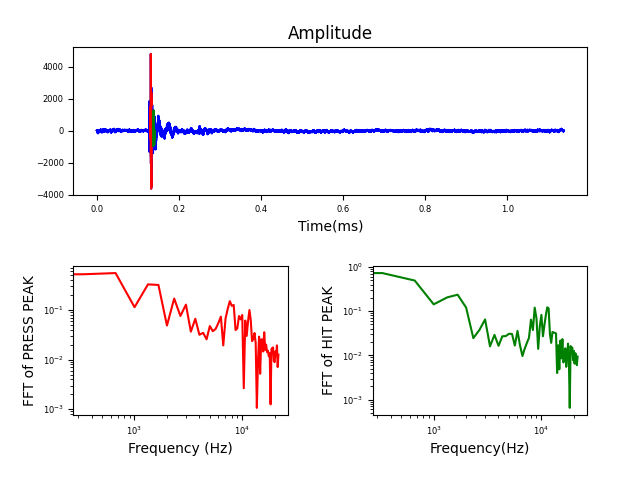 Amplitude
4000
2000
0
−2000
−4000
0.0 0.2 0.4 0.6 0.8 1.0
Time(ms)
FFT of PRESS PEAK
10⁻¹
10⁻²
10⁻³
10³ 10⁴
Frequency (Hz)
FFT of HIT PEAK
10⁰
10⁻¹
10⁻²
10⁻³
10³ 10⁴
Frequency(Hz)